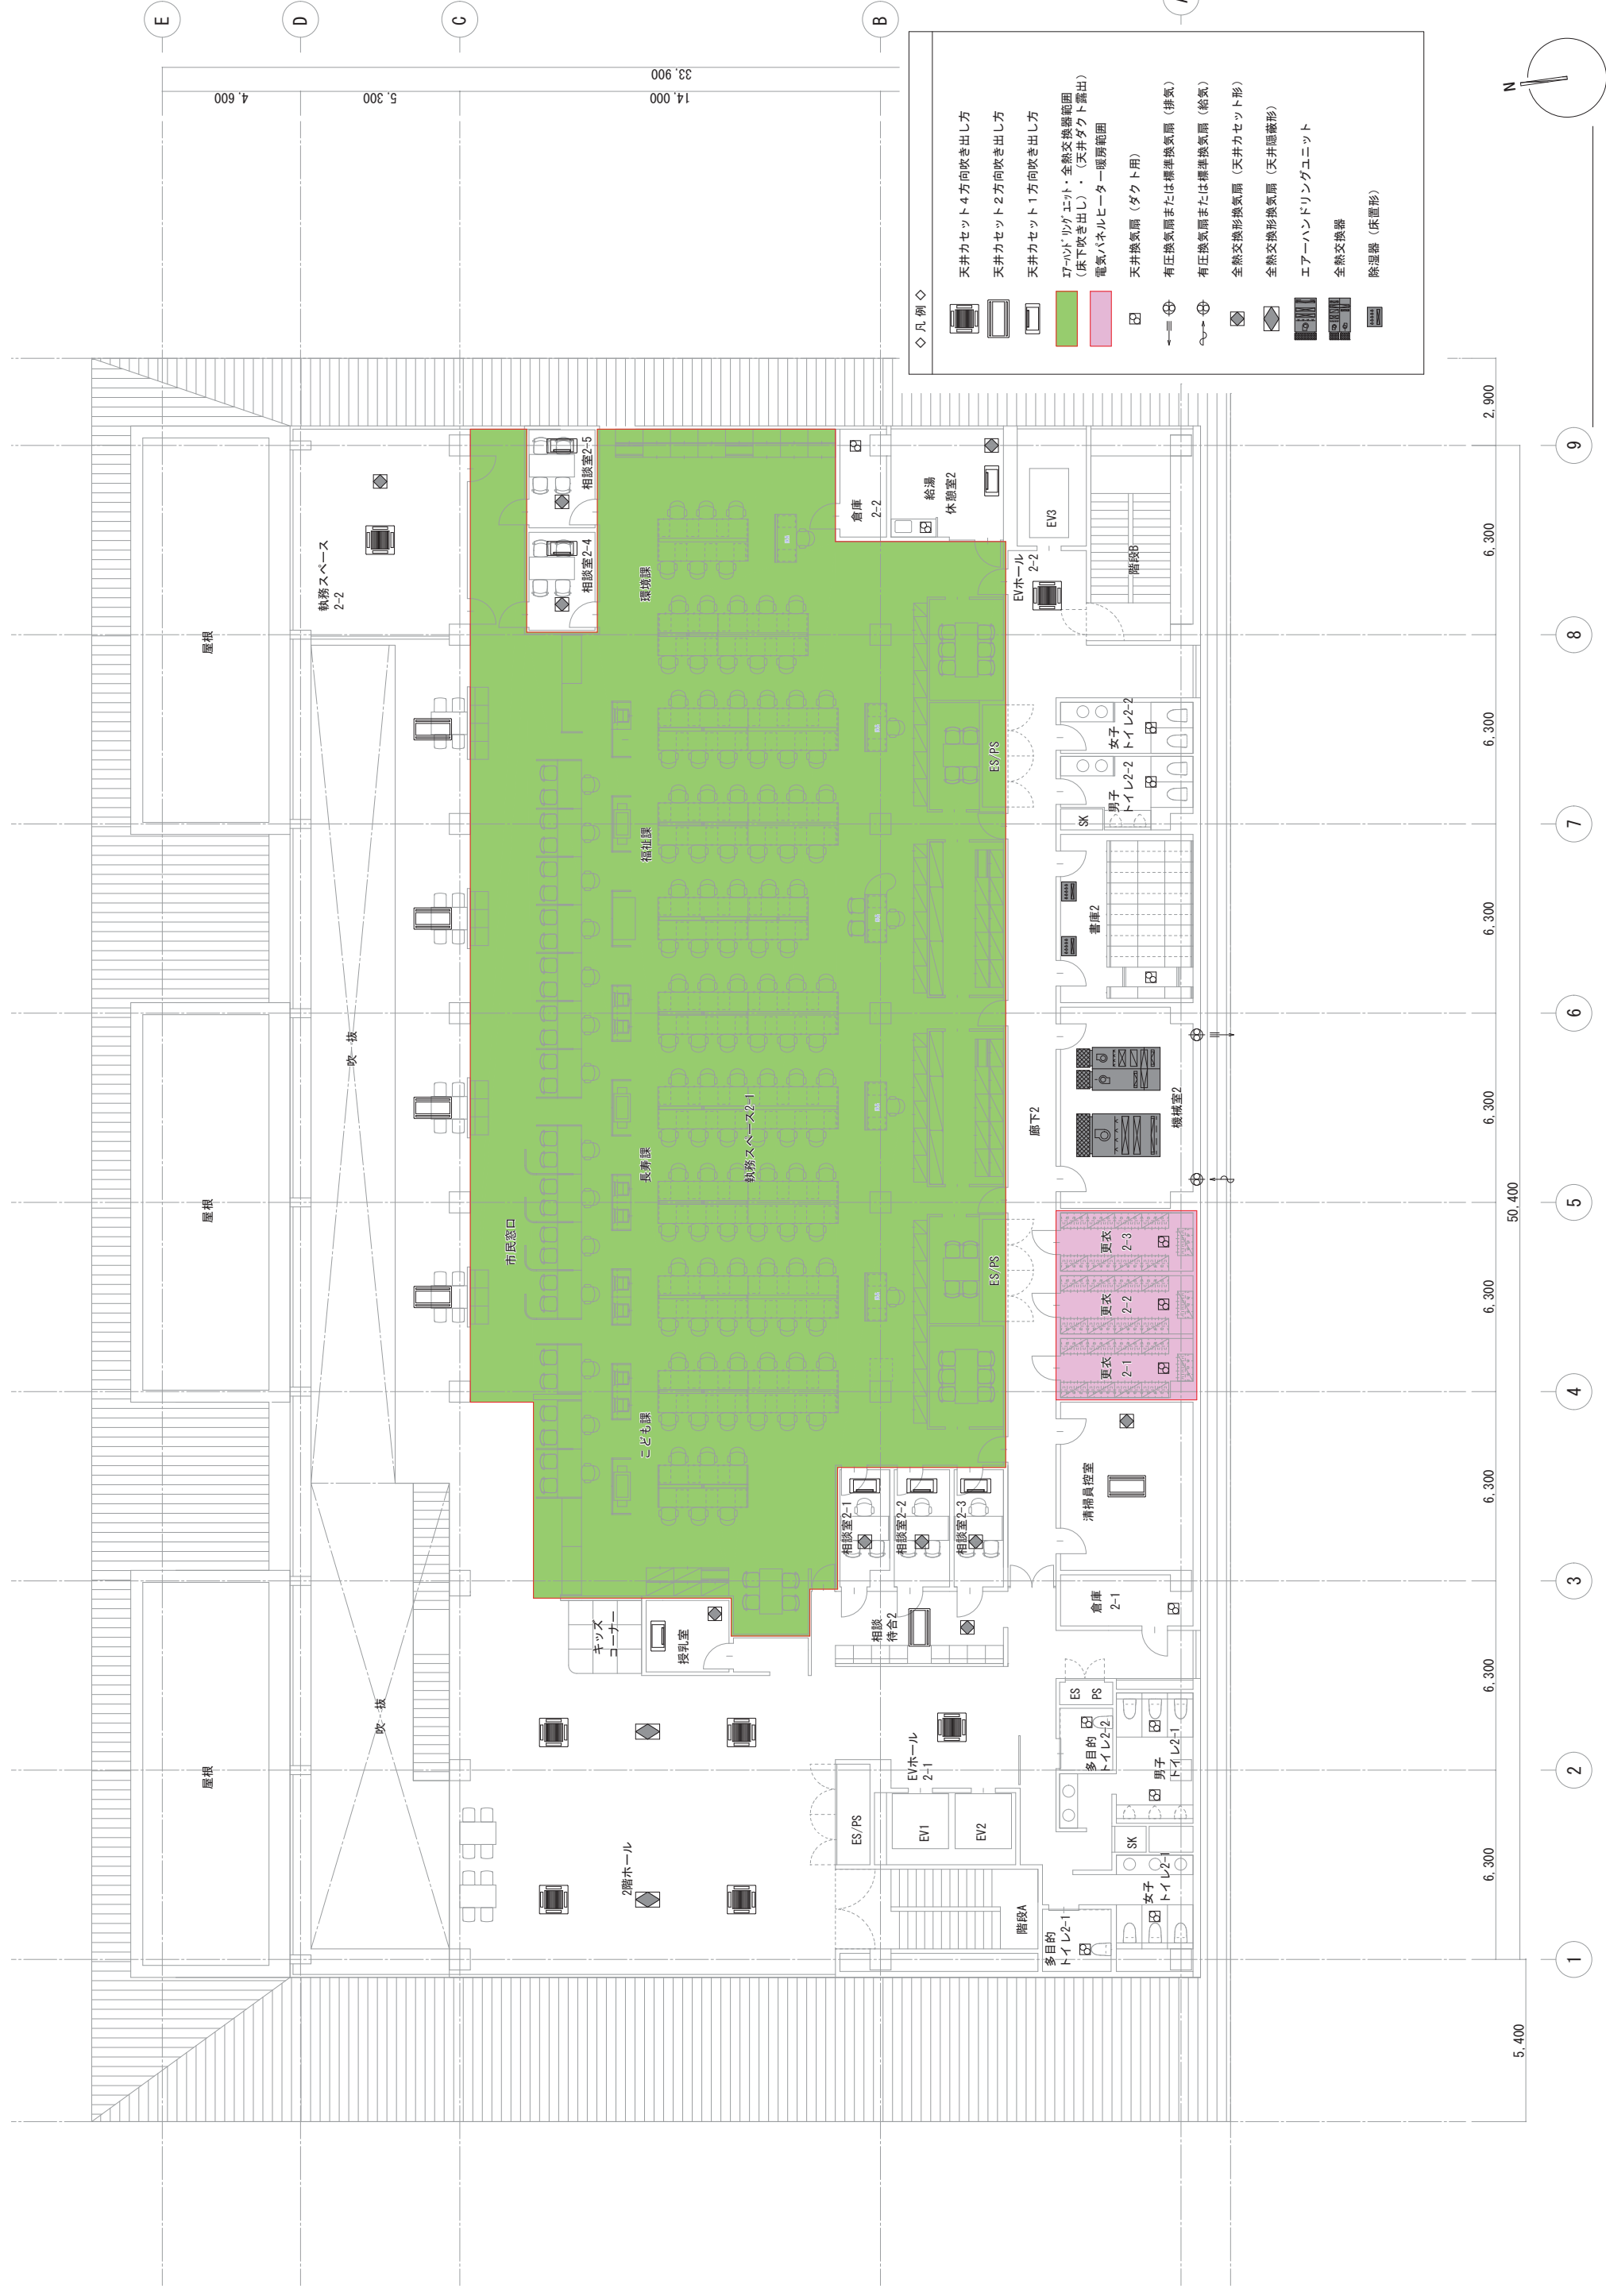 E
D
C
B
4,600
5,300
14,000
33,900
N
◇ 凡 例 ◇
天井カセット４方向吹き出し方
天井カセット２方向吹き出し方
天井カセット１方向吹き出し方
ｴｱｰﾊﾝﾄﾞﾘﾝｸﾞﾕﾆｯﾄ・全熱交換器範囲
（床下吹き出し）・（天井ダクト露出）
電気パネルヒーター暖房範囲
天井換気扇（ダクト用）
有圧換気扇または標準換気扇（排気）
有圧換気扇または標準換気扇（給気）
全熱交換形換気扇（天井カセット形）
全熱交換形換気扇（天井隠蔽形）
エアーハンドリングユニット
全熱交換器
除湿器（床置形）
屋根
屋根
屋根
吹 抜
吹 抜
執務スペース
2-2
相談室2-5
相談室2-4
市民窓口
環境課
福祉課
長寿課
こども課
執務スペース2-1
ES/PS
ES/PS
倉庫
2-2
給湯
休憩室2
EVホール
2-2
EV3
階段B
女子
トイレ2-2
男子
トイレ2-2
SK
書庫2
廊下2
機械室2
更衣
2-3
更衣
2-2
更衣
2-1
清掃員控室
相談室2-1
相談室2-2
相談室2-3
相談
待合2
倉庫
2-1
キッズ
コーナー
授乳室
2階ホール
ES/PS
EVホール
2-1
EV1
EV2
階段A
ES
PS
多目的
トイレ2-2
男子
トイレ2-1
SK
女子
トイレ2-1
多目的
トイレ2-1
5,400
6,300
6,300
6,300
6,300
6,300
6,300
6,300
6,300
2,900
50,400
1
2
3
4
5
6
7
8
9